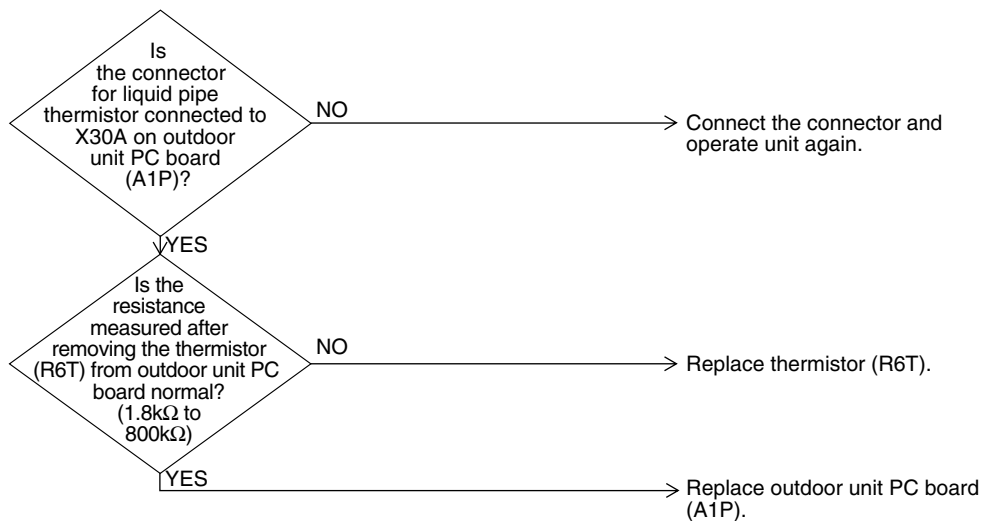 Is
the connector
for liquid pipe
thermistor connected to
X30A on outdoor
unit PC board
(A1P)?
NO
Connect the connector and
operate unit again.
YES
Is the
resistance
measured after
removing the thermistor
(R6T) from outdoor unit PC
board normal?
(1.8kΩ to
800kΩ)
NO
Replace thermistor (R6T).
YES
Replace outdoor unit PC board
(A1P).